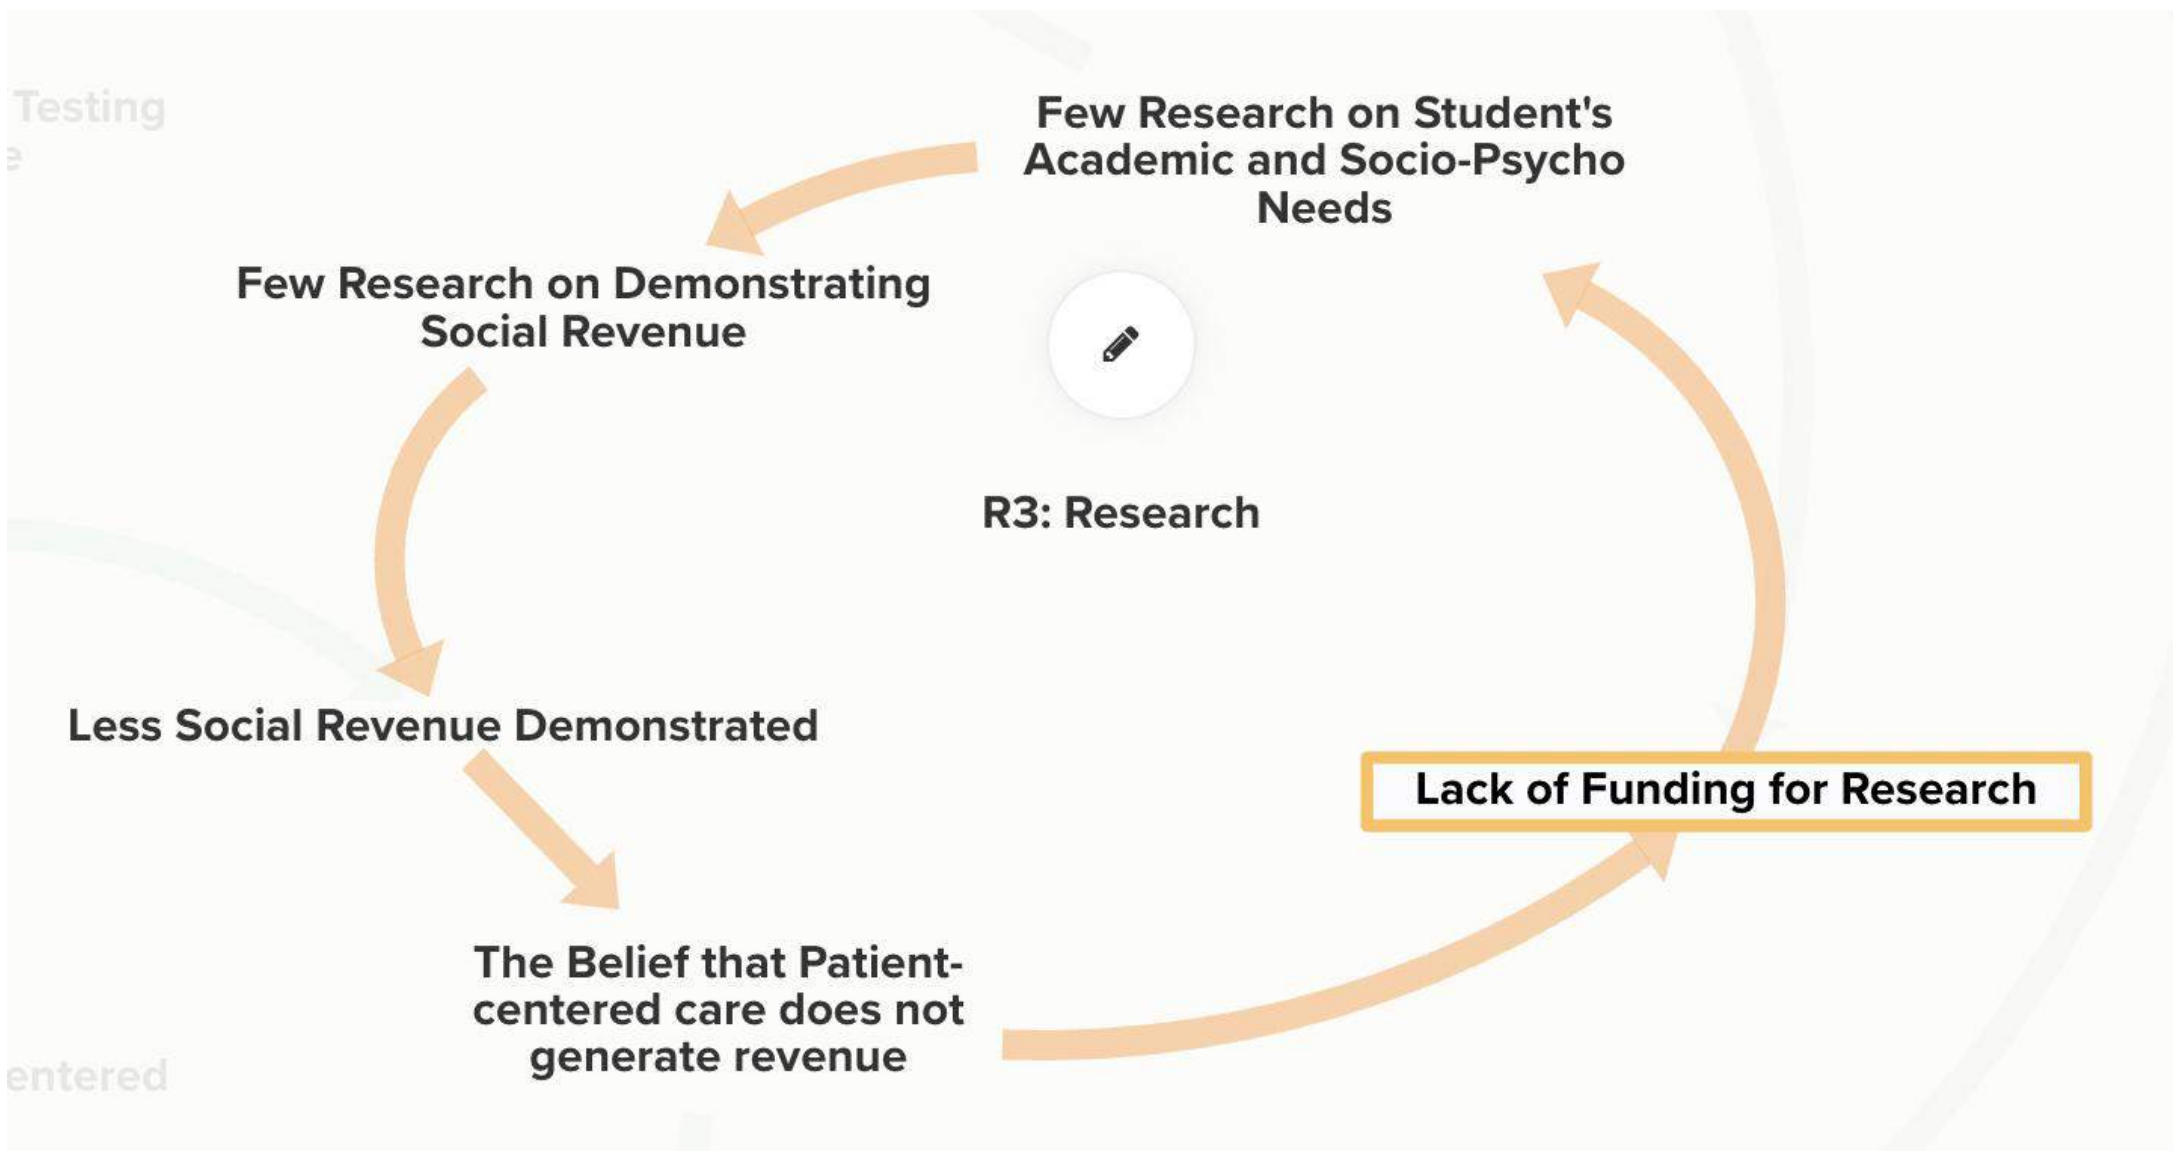 Testing
e
Few Research on Student's
Academic and Socio-Psycho
Needs
Few Research on Demonstrating
Social Revenue
R3: Research
Less Social Revenue Demonstrated
Lack of Funding for Research
The Belief that Patient-
centered care does not
generate revenue
entered